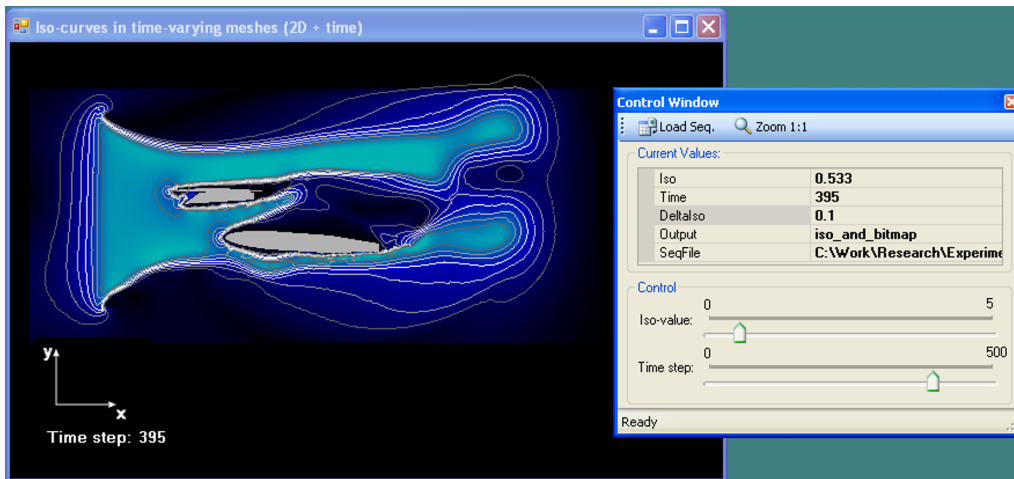 Iso-curves in time-varying meshes (2D + time)
y
x
Time step: 395
Control Window
Load Seq. Zoom 1:1
Current Values:
Iso 0.533
Time 395
DeltaIso 0.1
Output iso_and_bitmap
SeqFile C:\Work\Research\Experime
Control
0 5
Iso-value:
0 500
Time step:
Ready